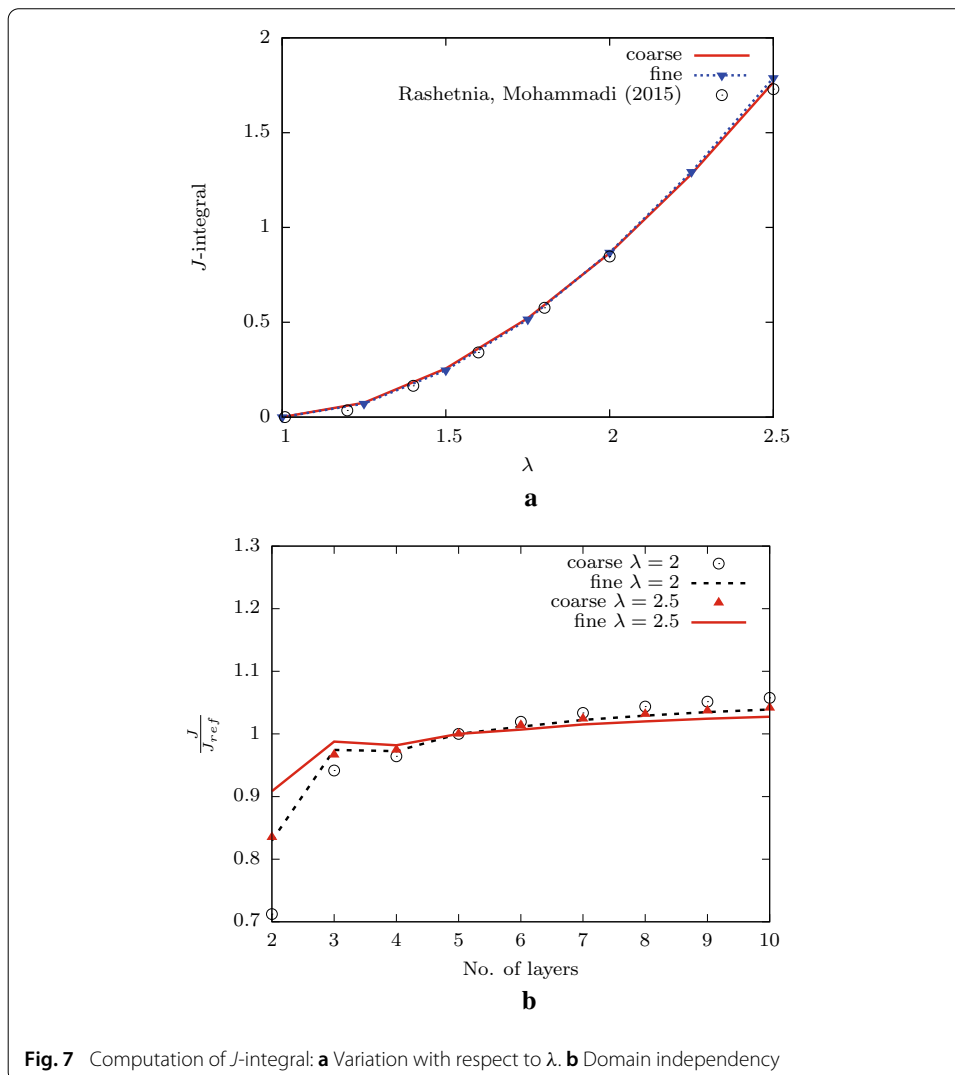 2
1.5
1
0.5
0
J-integral
coarse
fine
Rashetnia, Mohammadi (2015)
1 1.5 2 2.5
λ
a
1.3
1.2
1.1
1
0.9
0.8
0.7
J
J_ref
coarse λ = 2
fine λ = 2
coarse λ = 2.5
fine λ = 2.5
2 3 4 5 6 7 8 9 10
No. of layers
b
Fig. 7 Computation of J-integral: a Variation with respect to λ. b Domain independency